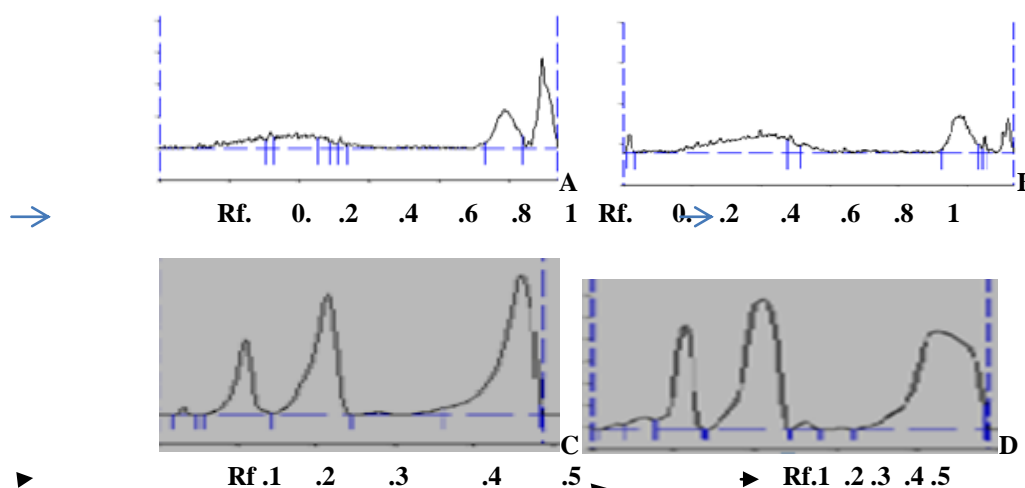 A
Rf. 0. .2 .4 .6 .8 1 Rf. 0. .2 .4 .6 .8 1
C D
Rf .1 .2 .3 .4 .5 Rf.1 .2 .3 .4 .5